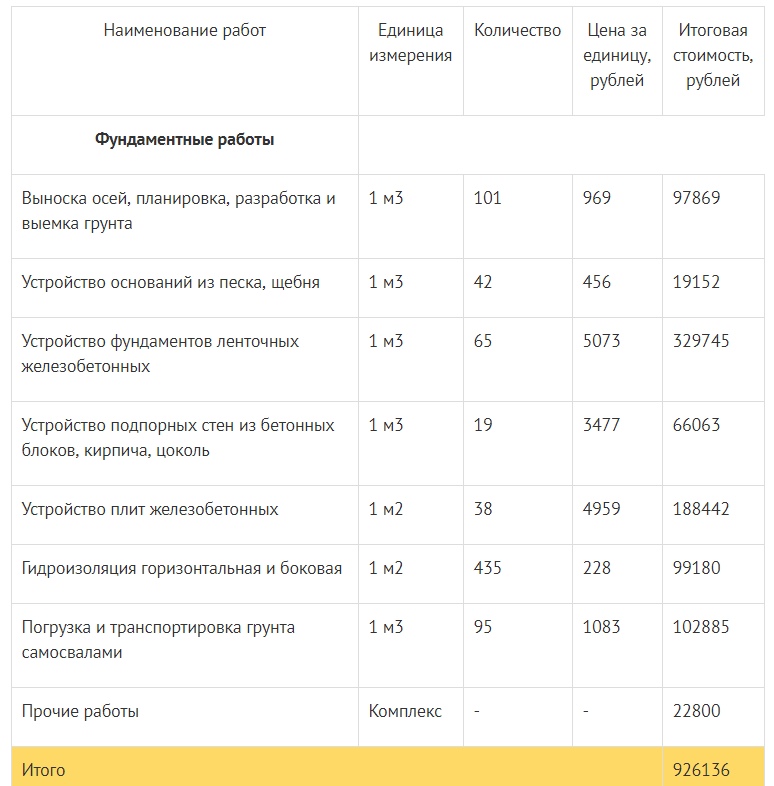 Наименование работ Единица измерения Количество Цена за единицу, рублей Итоговая стоимость, рублей
Фундаментные работы
Выноска осей, планировка, разработка и
выемка грунта 1 м3 101 969 97869
Устройство оснований из песка, щебня 1 м3 42 456 19152
Устройство фундаментов ленточных
железобетонных 1 м3 65 5073 329745
Устройство подпорных стен из бетонных
блоков, кирпича, цоколь 1 м3 19 3477 66063
Устройство плит железобетонных 1 м2 38 4959 188442
Гидроизоляция горизонтальная и боковая 1 м2 435 228 99180
Погрузка и транспортировка грунта
самосвалами 1 м3 95 1083 102885
Прочие работы Комплекс - - 22800
Итого 926136